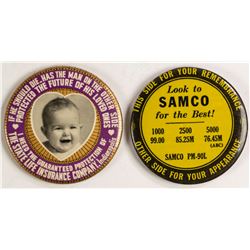 IF HE SHOULD DIE, HAS THE MAN ON THE OTHER SIDE
PROTECTED THE FUTURE OF HIS LOVED ONES
THE STATE LIFE INSURANCE COMPANY,
BY THE GUARANTEED PROTECTION OF
THIS SIDE FOR YOUR REMEMBRANCE
Look to
SAMCO
for the Best!
1000 2500 5000
99.00 85.25M 76.45M
(ABC)
SAMCO PM-90L
OTHER SIDE FOR YOUR APPEARANCE